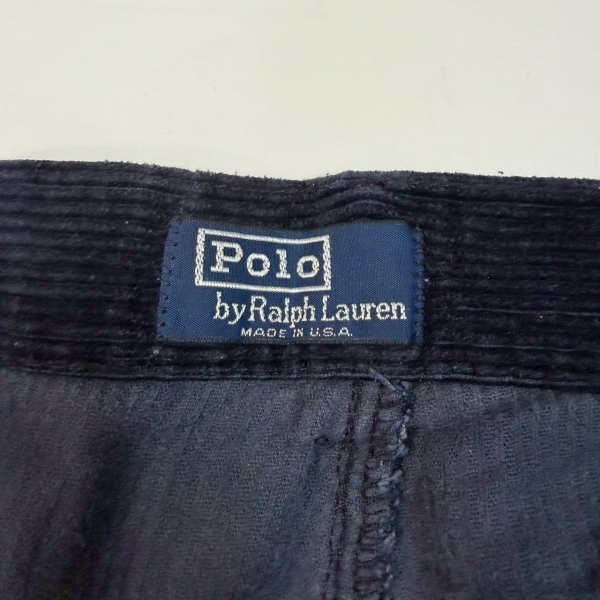 Polo
by Ralph Lauren
MADE IN U.S.A.